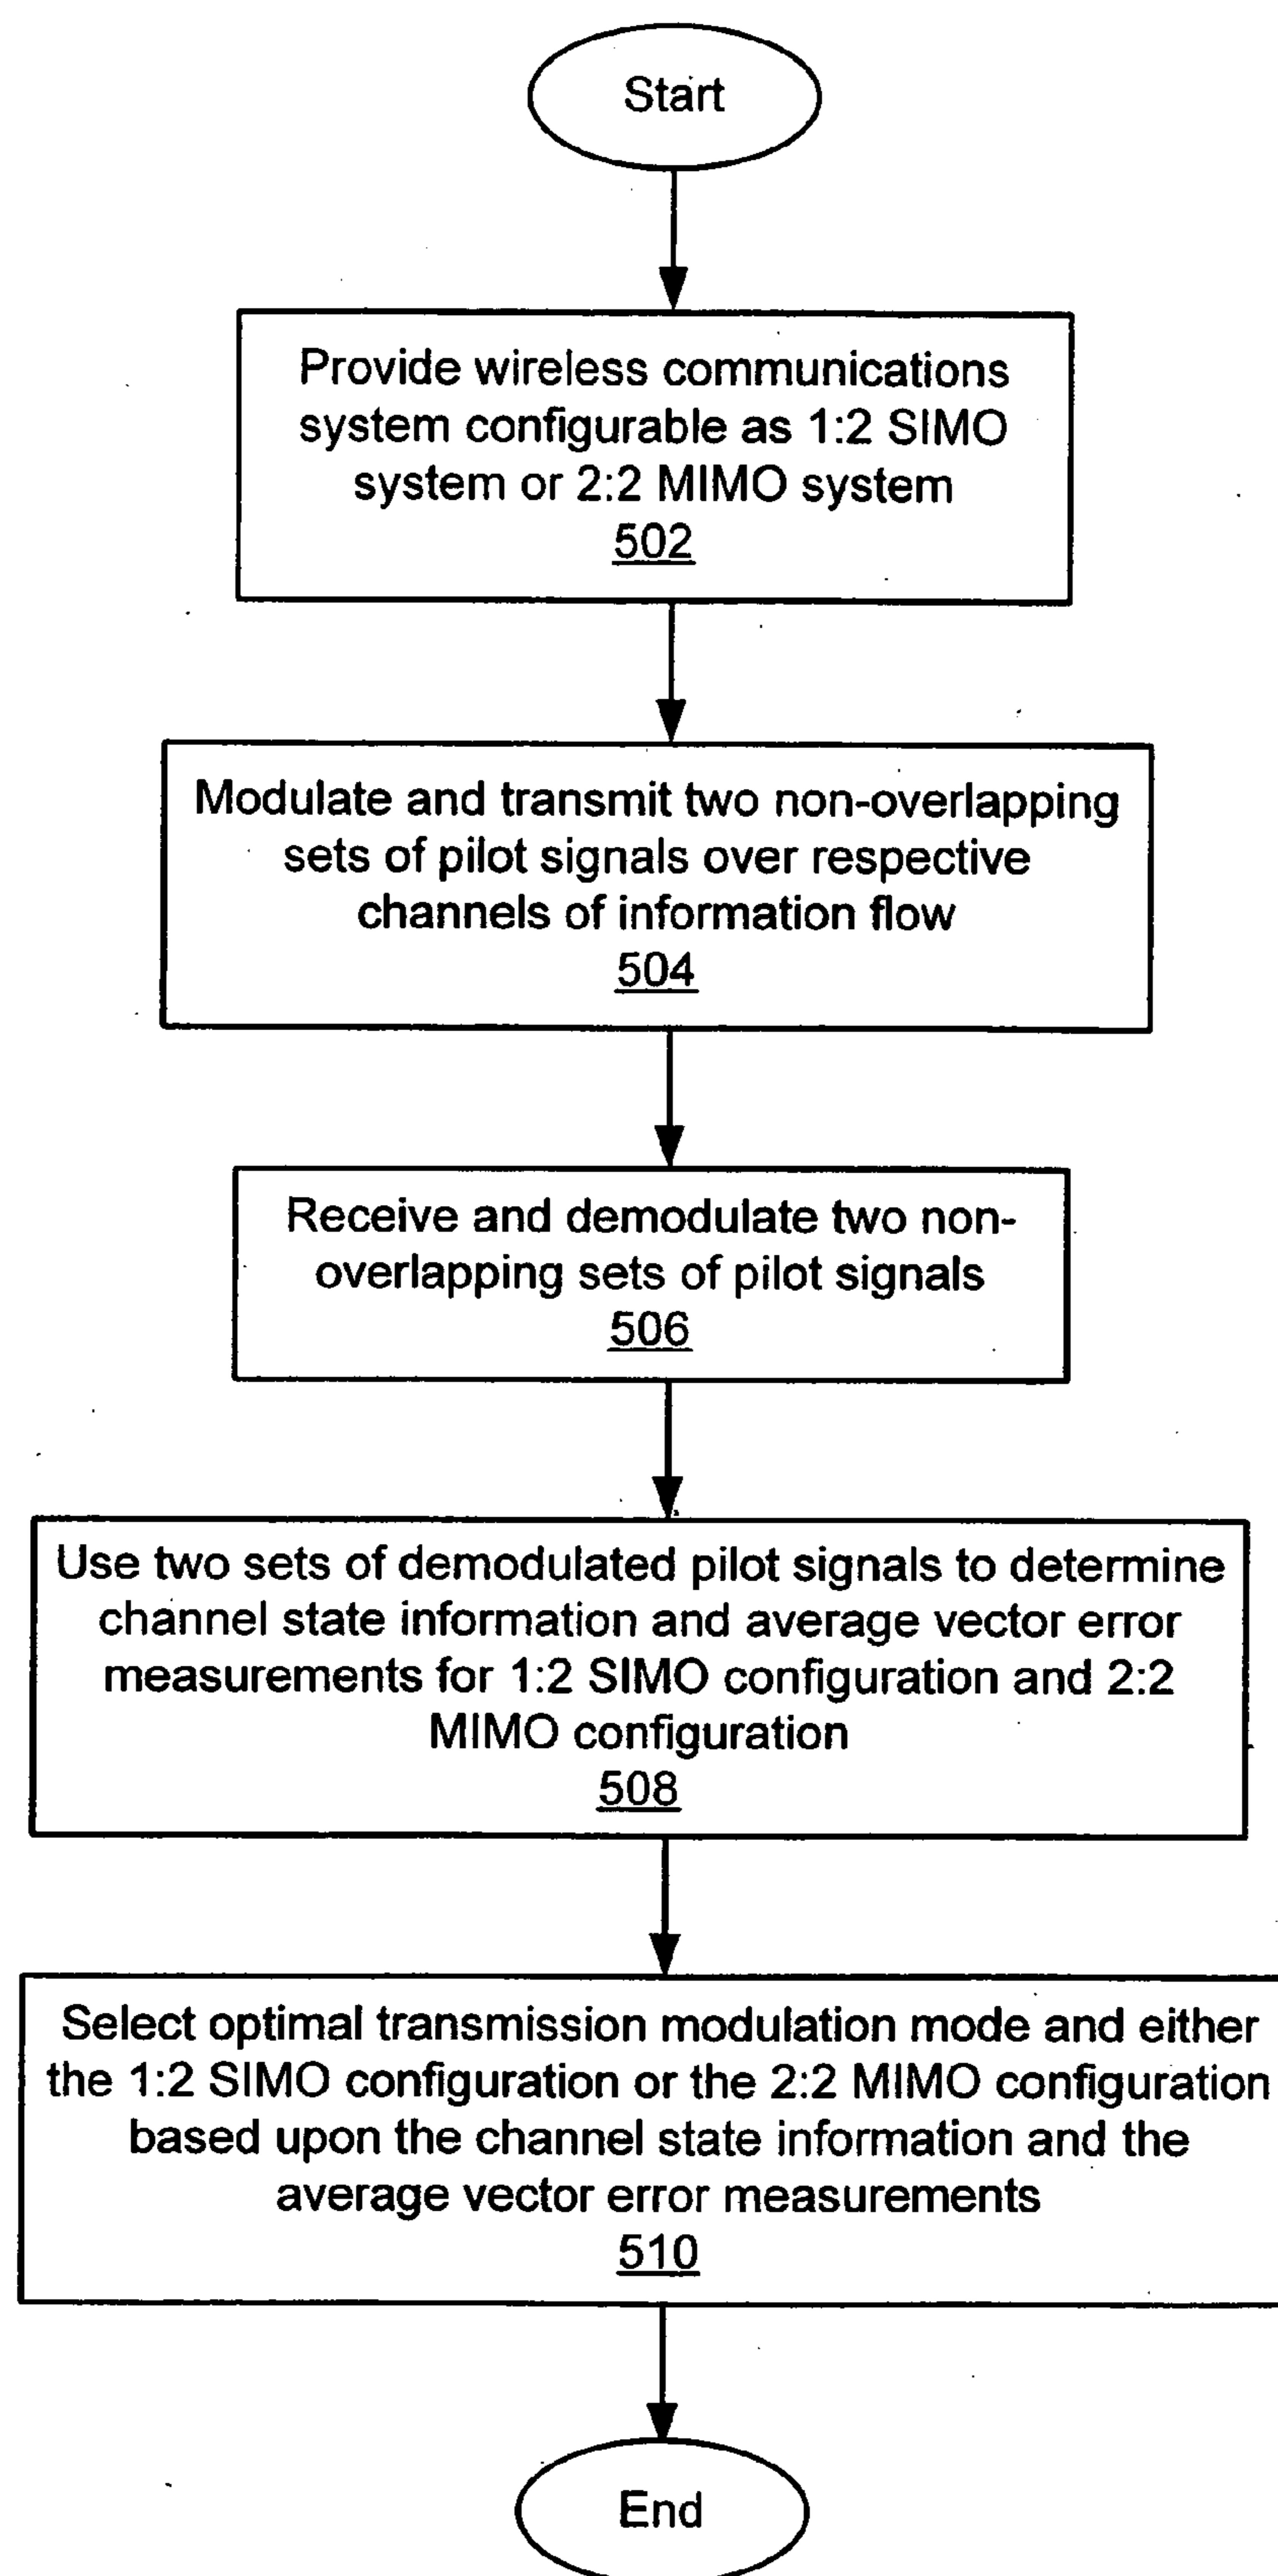 Start
Provide wireless communications
system configurable as 1:2 SIMO
system or 2:2 MIMO system
502
Modulate and transmit two non-overlapping
sets of pilot signals over respective
channels of information flow
504
Receive and demodulate two non-
overlapping sets of pilot signals
506
Use two sets of demodulated pilot signals to determine
channel state information and average vector error
measurements for 1:2 SIMO configuration and 2:2
MIMO configuration
508
Select optimal transmission modulation mode and either
the 1:2 SIMO configuration or the 2:2 MIMO configuration
based upon the channel state information and the
average vector error measurements
510
End